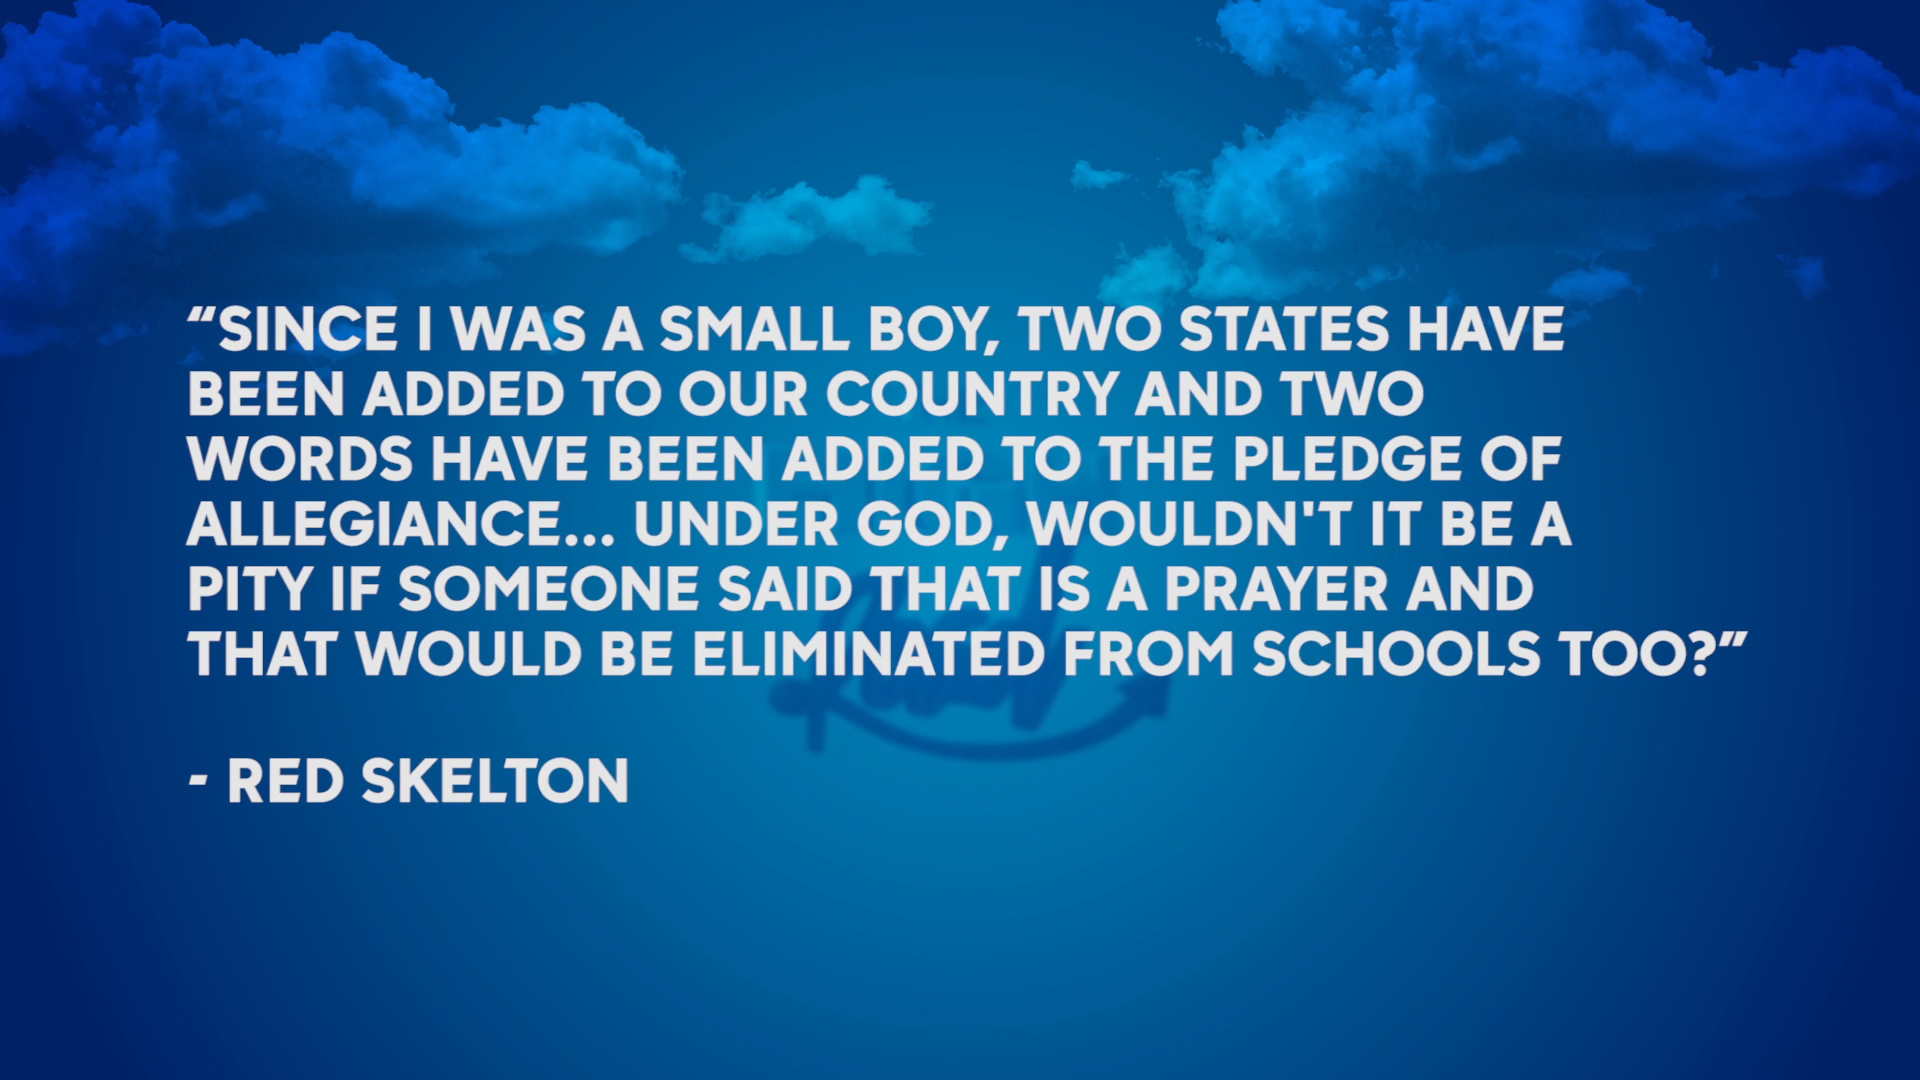 “SINCE I WAS A SMALL BOY, TWO STATES HAVE
BEEN ADDED TO OUR COUNTRY AND TWO
WORDS HAVE BEEN ADDED TO THE PLEDGE OF
ALLEGIANCE... UNDER GOD, WOULDN'T IT BE A
PITY IF SOMEONE SAID THAT IS A PRAYER AND
THAT WOULD BE ELIMINATED FROM SCHOOLS TOO?”
- RED SKELTON